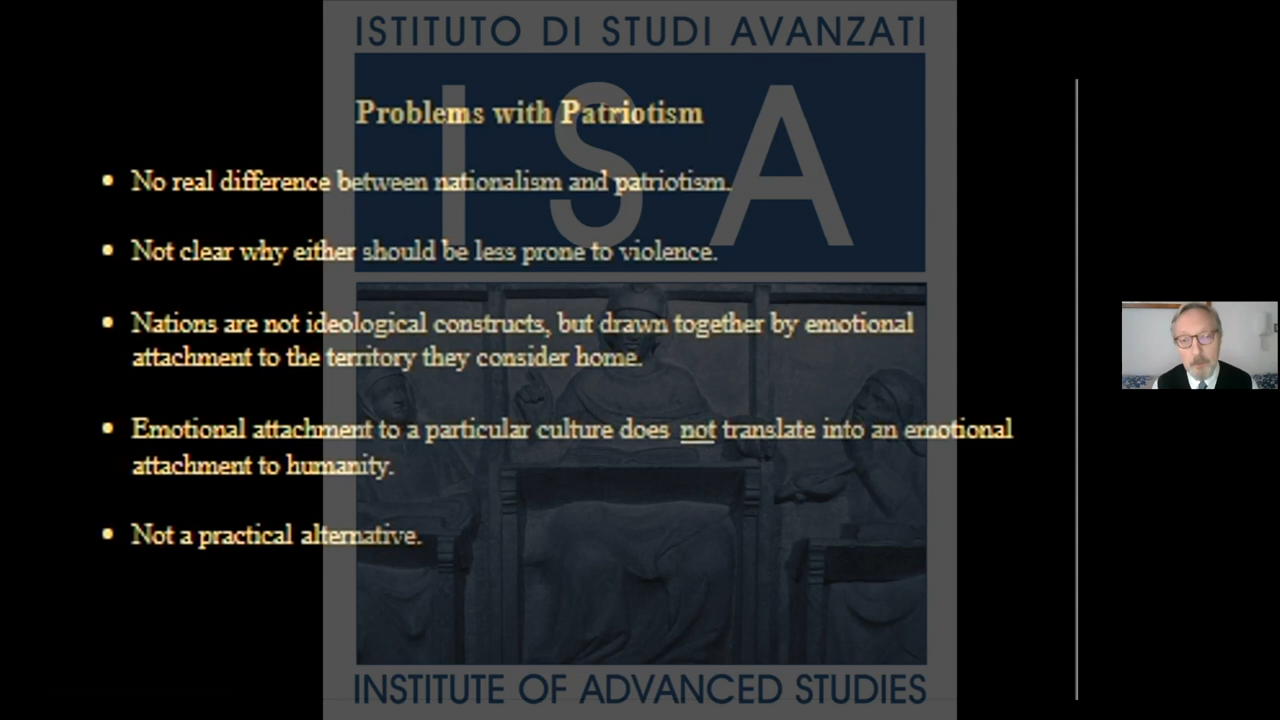 ISTITUTO DI STUDI AVANZATI
ISA
Problems with Patriotism
• No real difference between nationalism and patriotism.
• Not clear why either should be less prone to violence.
• Nations are not ideological constructs, but drawn together by emotional
attachment to the territory they consider home.
• Emotional attachment to a particular culture does not translate into an emotional
attachment to humanity.
• Not a practical alternative.
INSTITUTE OF ADVANCED STUDIES